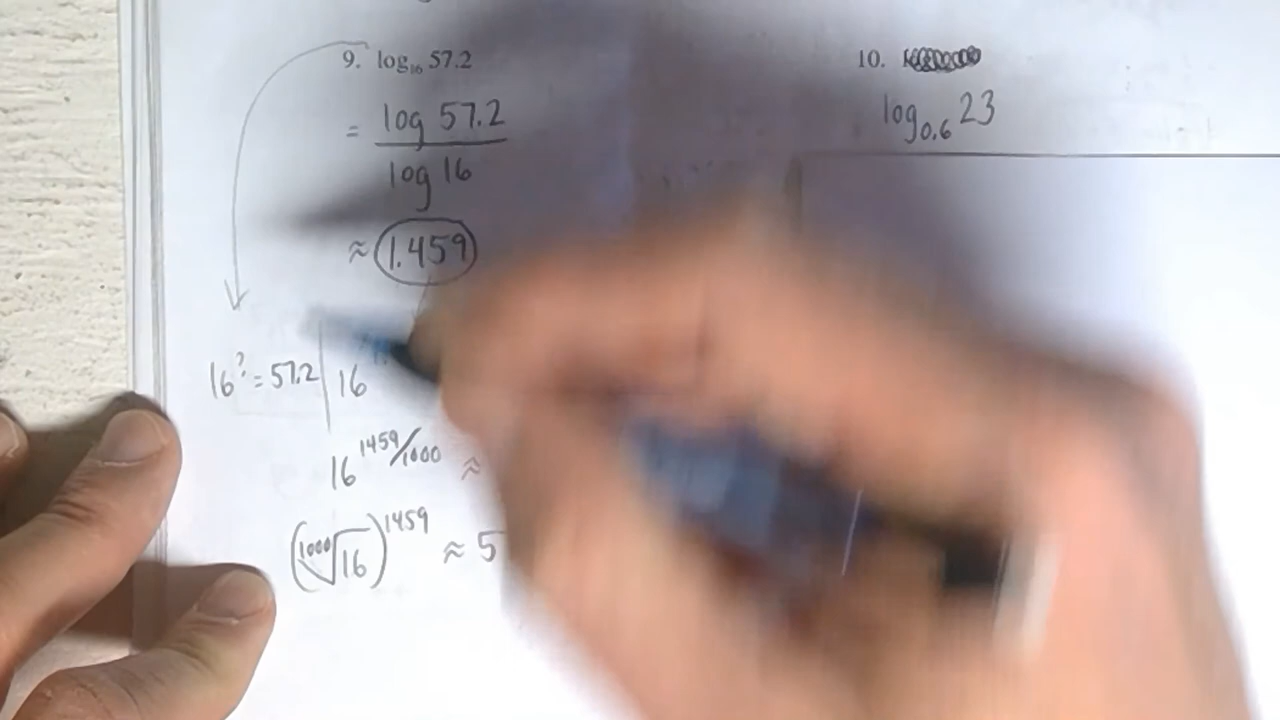 9. log₁₆ 57.2
= log 57.2 / log 16
≈ 1.459
16^? = 57.2
16
16^1459/1000 ≈
(1000√16)^1459 ≈ 5
10.
log₀.₆ 23